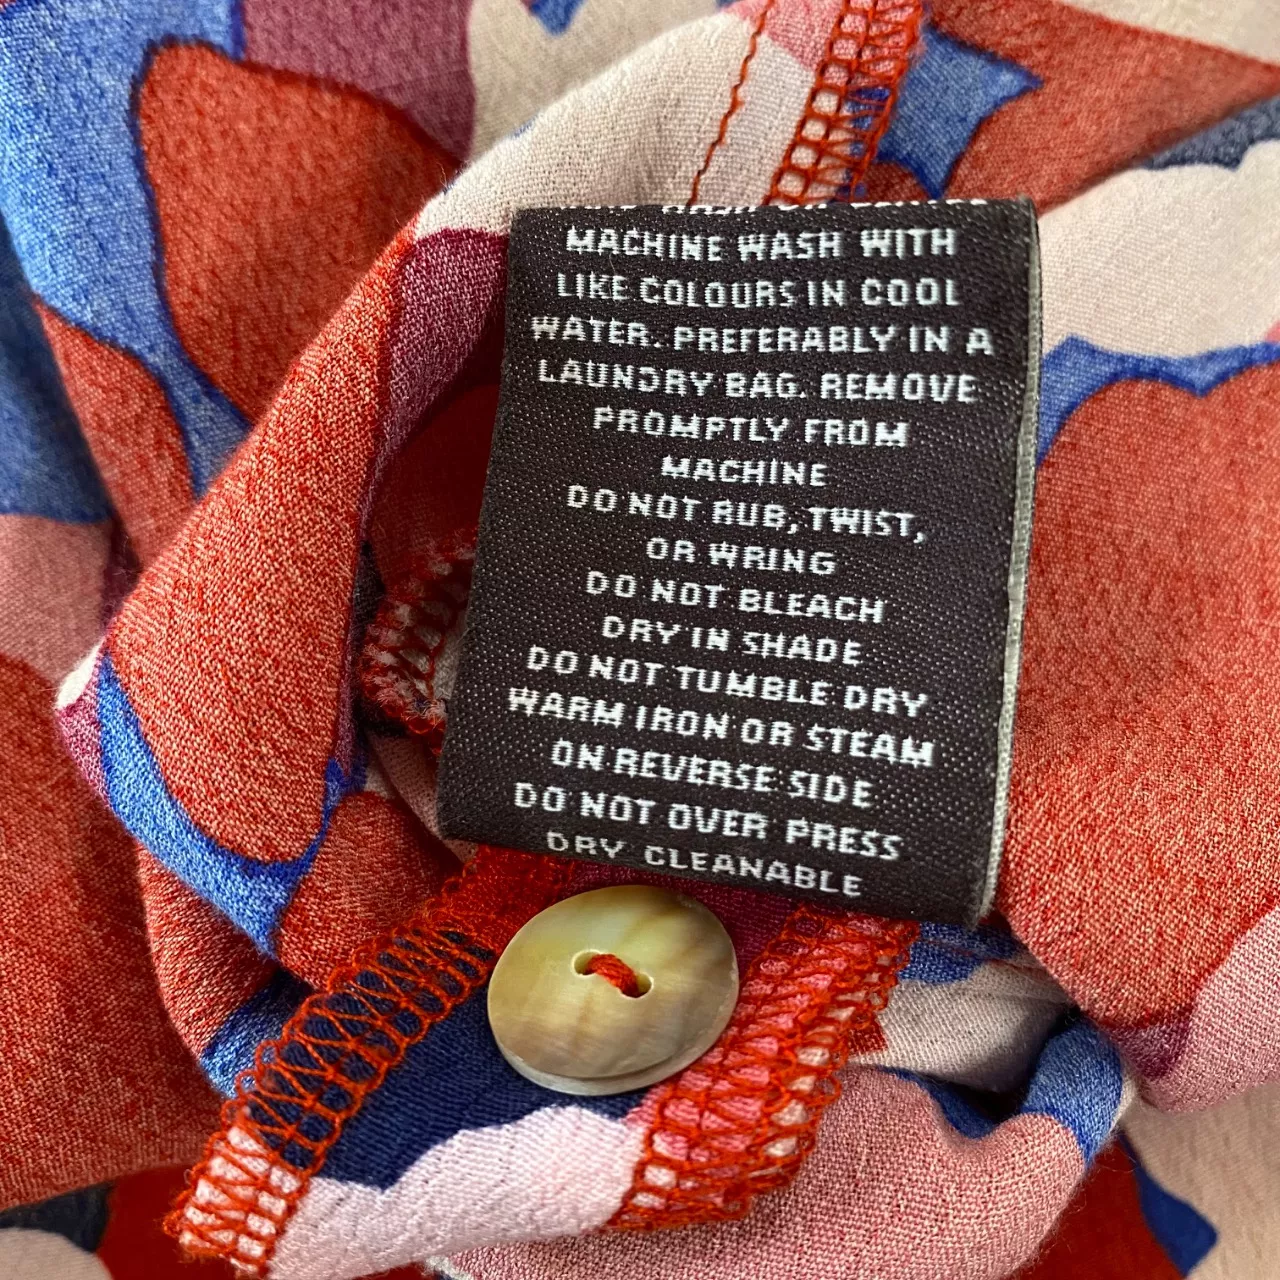 WASH OR
MACHINE WASH WITH
LIKE COLOURS IN COOL
WATER. PREFERABLY IN A
LAUNDRY BAG. REMOVE
PROMPTLY FROM
MACHINE
DO NOT RUB, TWIST,
OR WRING
DO NOT BLEACH
DRY IN SHADE
DO NOT TUMBLE DRY
WARM IRON OR STEAM
ON REVERSE SIDE
DO NOT OVER PRESS
DRY CLEANABLE